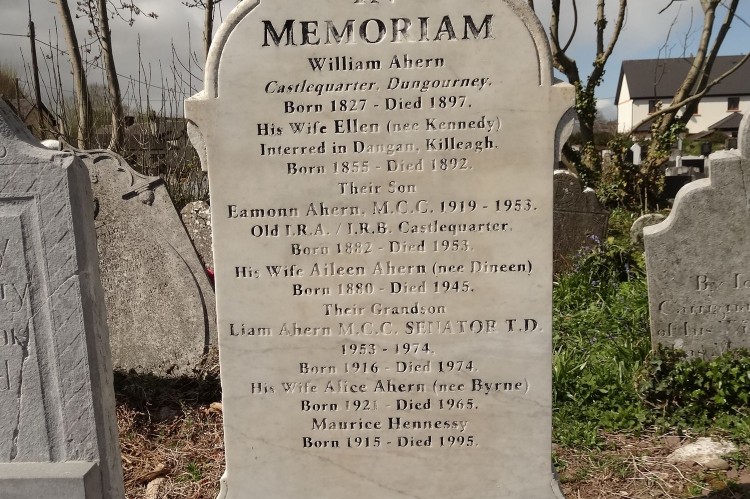 IN
MEMORIAM
William Ahern
Castlequarter, Dungourney.
Born 1827 - Died 1897.
His Wife Ellen (nee Kennedy)
Interred in Dangan, Killeagh.
Born 1855 - Died 1892.
Their Son
Eamonn Ahern, M.C.C. 1919 - 1953.
Old I.R.A. / I.R.B. Castlequarter.
Born 1882 - Died 1953.
His Wife Aileen Ahern (nee Dineen)
Born 1880 - Died 1945.
Their Grandson
Liam Ahern M.C.C. SENATOR T.D.
1953 - 1974.
Born 1916 - Died 1974.
His Wife Alice Ahern (nee Byrne)
Born 1921 - Died 1965.
Maurice Hennessy
Born 1915 - Died 1995.